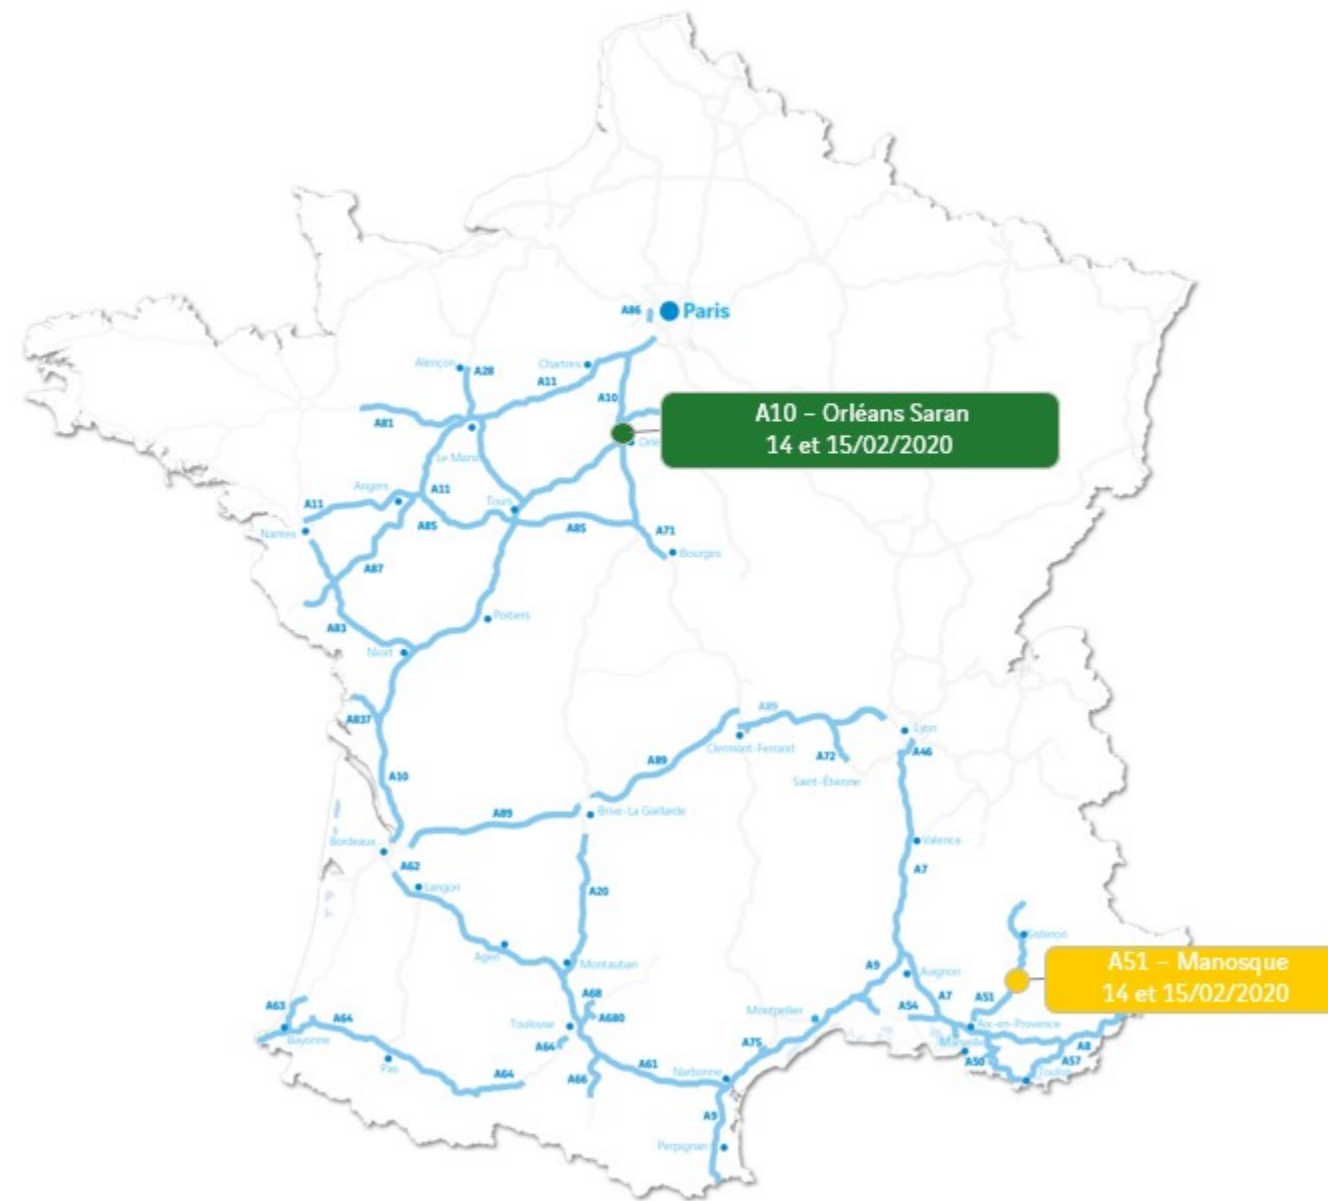 A86
Paris
Alençon
A28
Chartres
A11
A10
A81
Le Mans
A10 – Orléans Saran
14 et 15/02/2020
Angers
A11
A11
Tours
Nantes
A85
A85
A71
Bourges
A87
A83
Poitiers
Niort
A837
A89
Lyon
Clermont-Ferrand
A72
A46
A89
Saint-Étienne
A10
A89
Brive-La Gaillarde
Bordeaux
Valence
A62
A7
Langon
A20
Sisteron
Agen
Montauban
A9
Avignon
A51 – Manosque
14 et 15/02/2020
A63
A64
A68
A680
Toulouse
Montpellier
A54
A7
A51
Aix-en-Provence
Bayonne
A64
A75
Marseille
A8
A50
A57
Pau
A64
A66
A61
Narbonne
Toulon
A9
Perpignan